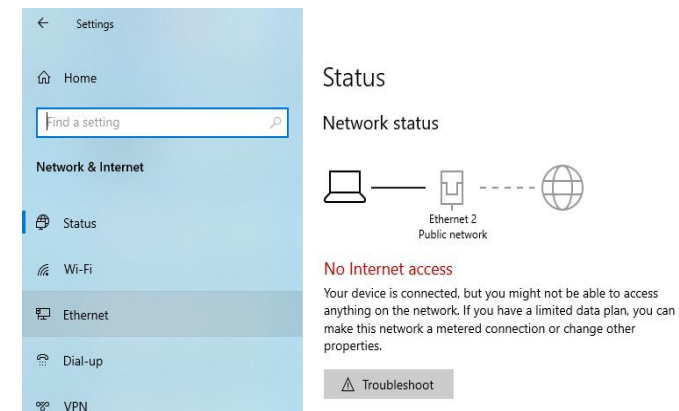 Settings
Home
Find a setting
Network & Internet
Status
Wi-Fi
Ethernet
Dial-up
VPN
Status
Network status
Ethernet 2
Public network
No Internet access
Your device is connected, but you might not be able to access
anything on the network. If you have a limited data plan, you can
make this network a metered connection or change other
properties.
Troubleshoot